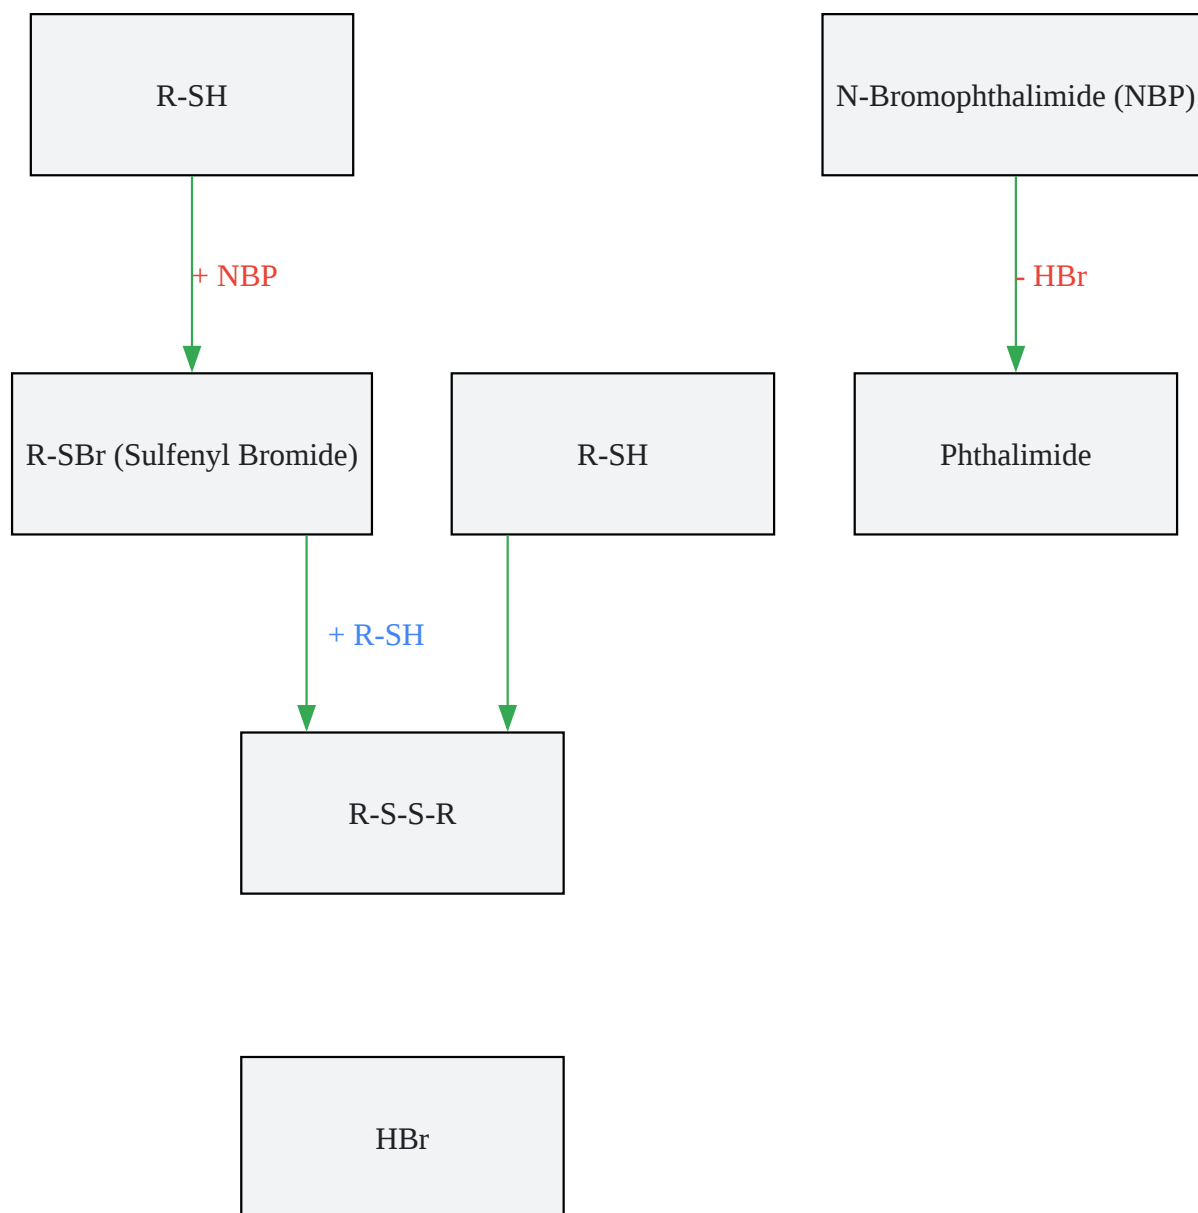 R-SH
N-Bromophthalimide (NBP)
+ NBP
- HBr
R-SBr (Sulfenyl Bromide)
R-SH
Phthalimide
+ R-SH
R-S-S-R
HBr